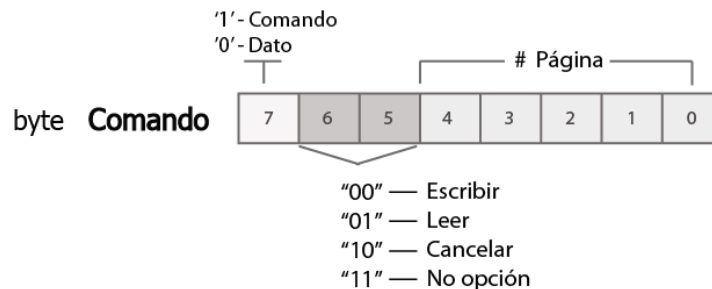 '1' - Comando
'0' - Dato
# Página
byte Comando
7 6 5 4 3 2 1 0
"00" — Escribir
"01" — Leer
"10" — Cancelar
"11" — No opción